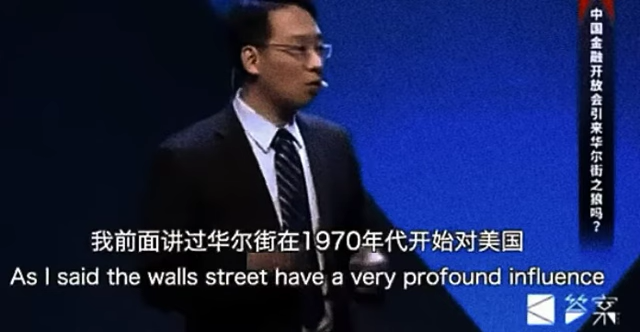 中国金融开放会引来华尔街之狼吗?
我前面讲过华尔街在1970年代开始对美国
As I said the walls street have a very profound influence
答案